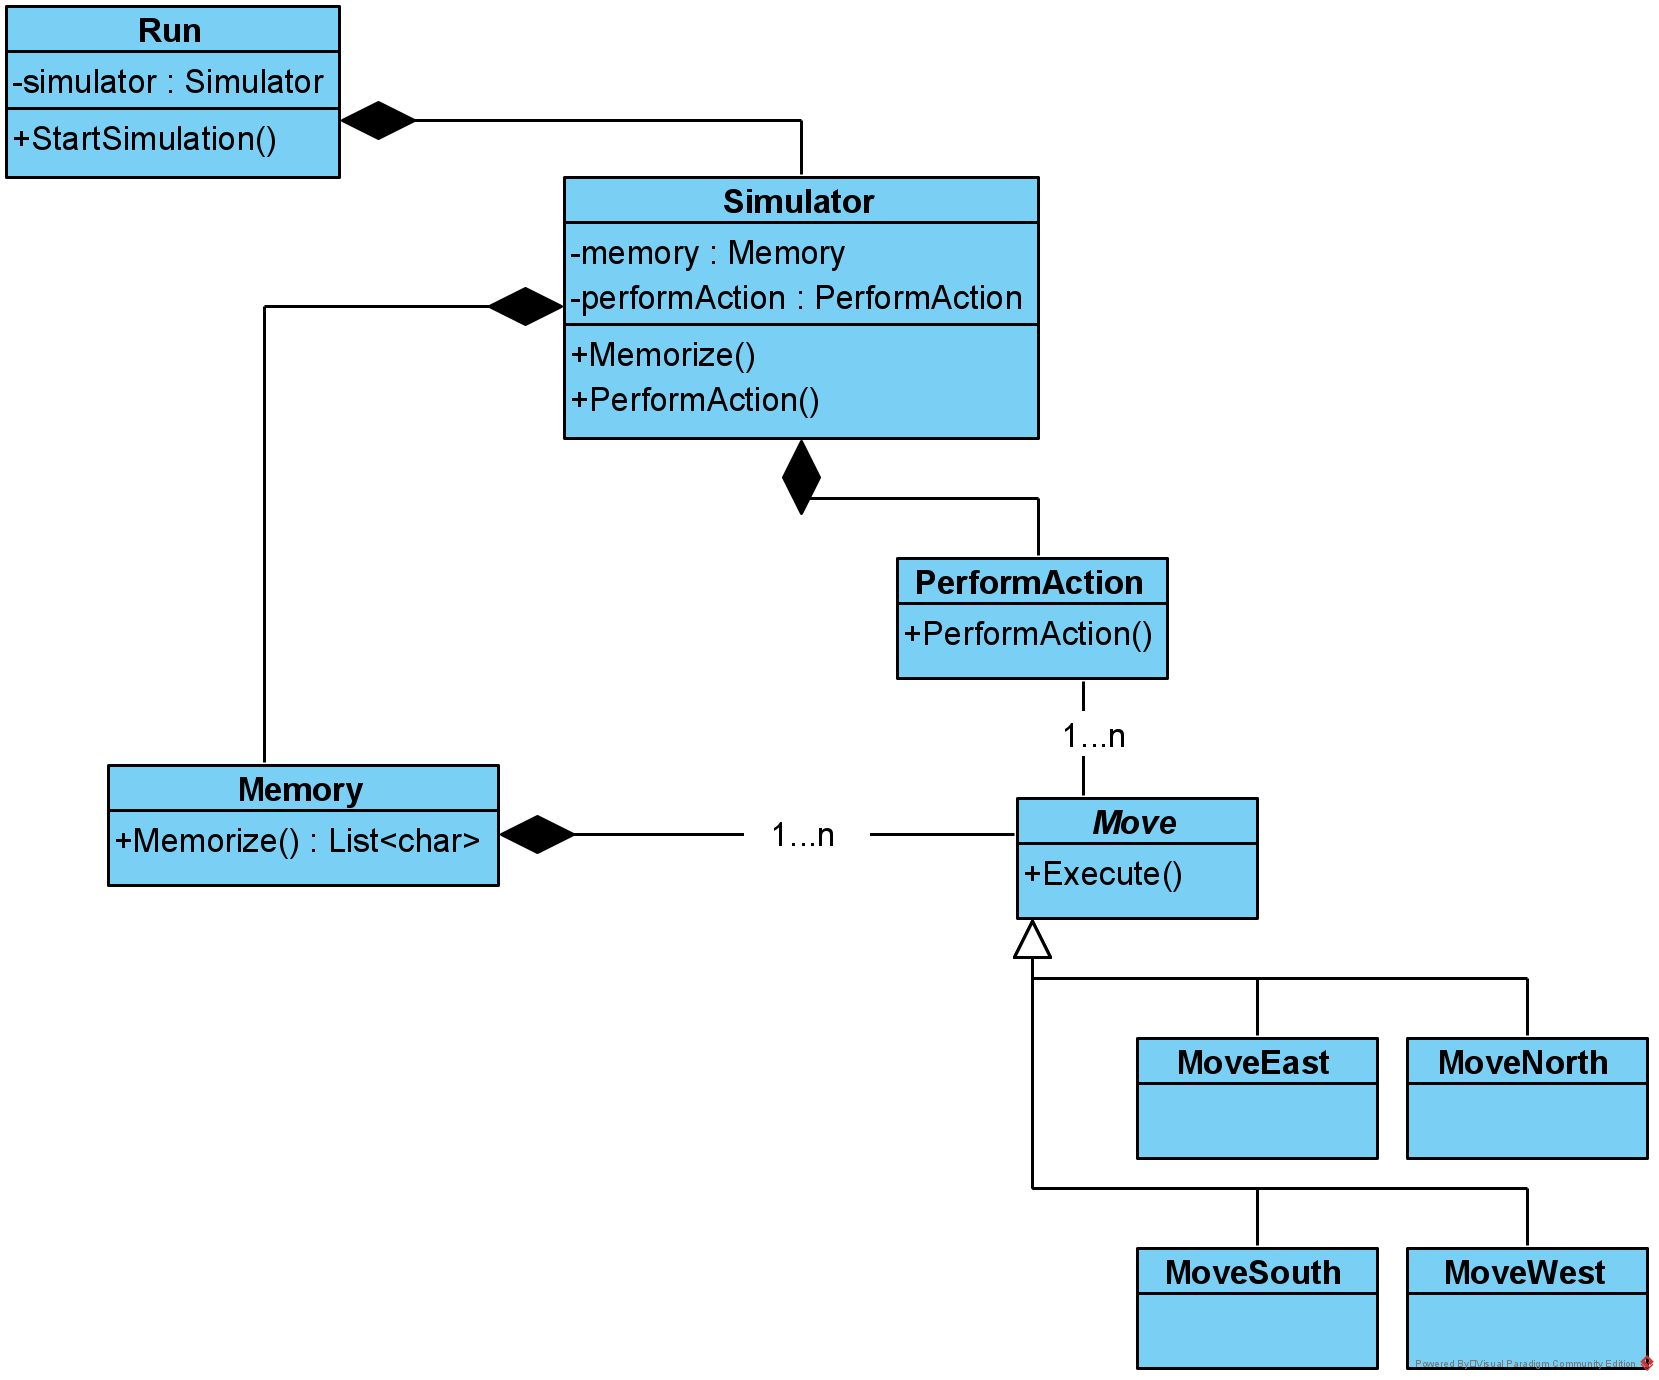 Run
-simulator : Simulator
+StartSimulation()
Simulator
-memory : Memory
-performAction : PerformAction
+Memorize()
+PerformAction()
PerformAction
+PerformAction()
1...n
Memory
+Memorize() : List<char>
1...n
Move
+Execute()
MoveEast
MoveNorth
MoveSouth
MoveWest
Powered By Visual Paradigm Community Edition